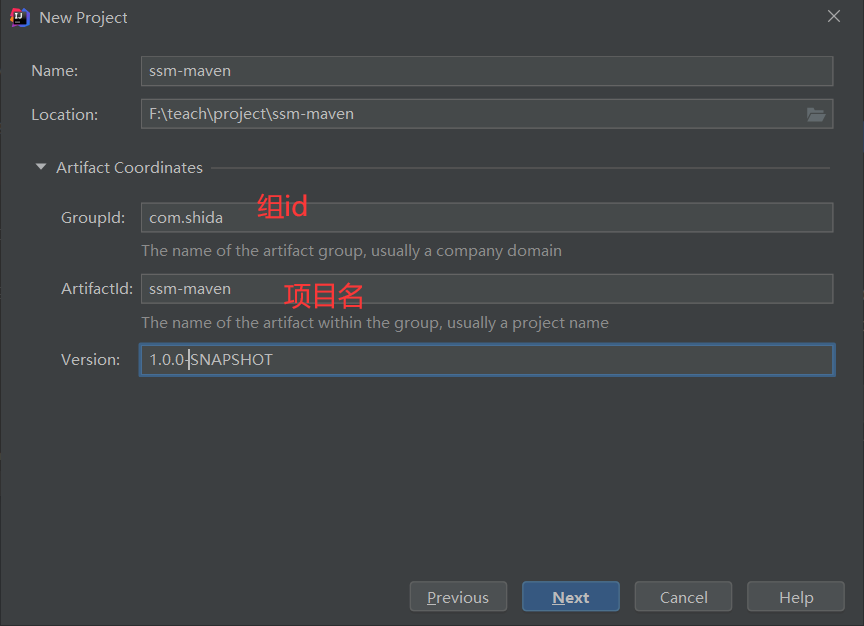 New Project
Name: ssm-maven
Location: F:\teach\project\ssm-maven
Artifact Coordinates
GroupId: com.shida 组id
The name of the artifact group, usually a company domain
ArtifactId: ssm-maven 项目名
The name of the artifact within the group, usually a project name
Version: 1.0.0-SNAPSHOT
Previous Next Cancel Help